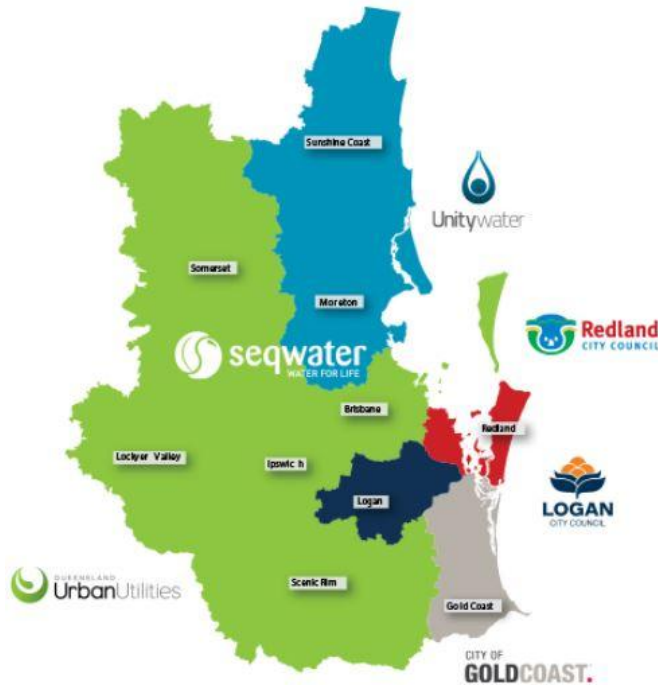 Sunshine Coast
Unitywater
Somerset
Moreton
Redland
CITY COUNCIL
seqwater
WATER FOR LIFE
Brisbane
Redland
Lockyer Valley
Ipswich
Logan
LOGAN
CITY COUNCIL
QUEENSLAND
UrbanUtilities
Scenic Rim
Gold Coast
CITY OF
GOLDCOAST.